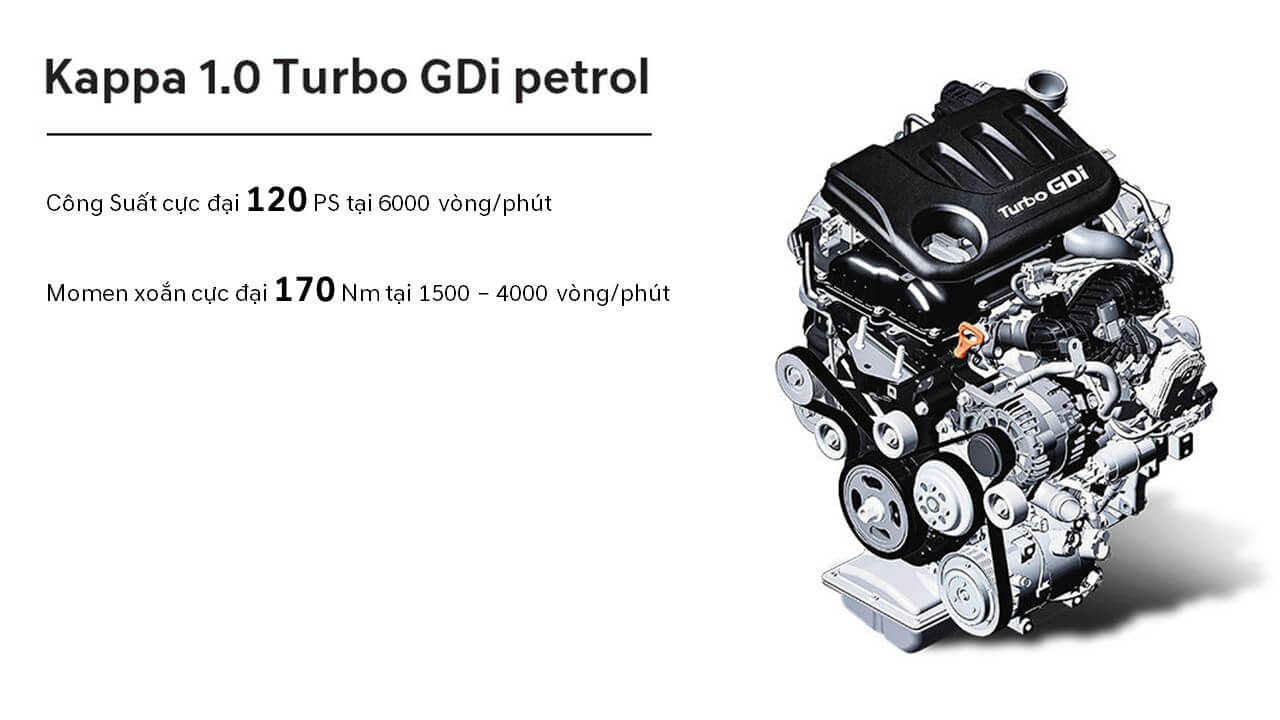 Kappa 1.0 Turbo GDi petrol
Công Suất cực đại 120 PS tại 6000 vòng/phút
Momen xoắn cực đại 170 Nm tại 1500 – 4000 vòng/phút
Turbo GDi